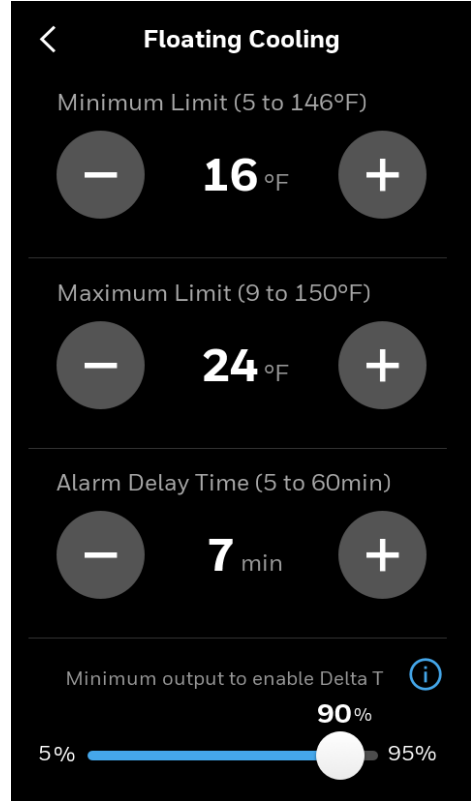 Floating Cooling
Minimum Limit (5 to 146°F)
16 °F
Maximum Limit (9 to 150°F)
24 °F
Alarm Delay Time (5 to 60min)
7 min
Minimum output to enable Delta T
90%
5% 95%